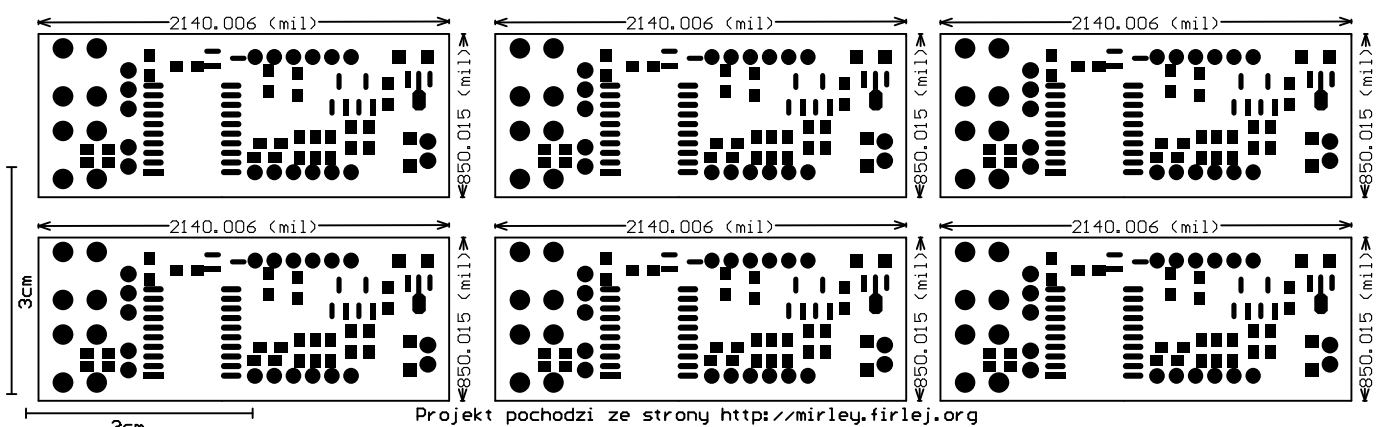 2140.006 (mil) 2140.006 (mil) 2140.006 (mil)
850.015 (mil) 850.015 (mil) 850.015 (mil)
2140.006 (mil) 2140.006 (mil) 2140.006 (mil)
3cm
850.015 (mil) 850.015 (mil) 850.015 (mil)
Projekt pochodzi ze strony http://mirley.firlej.org
3cm